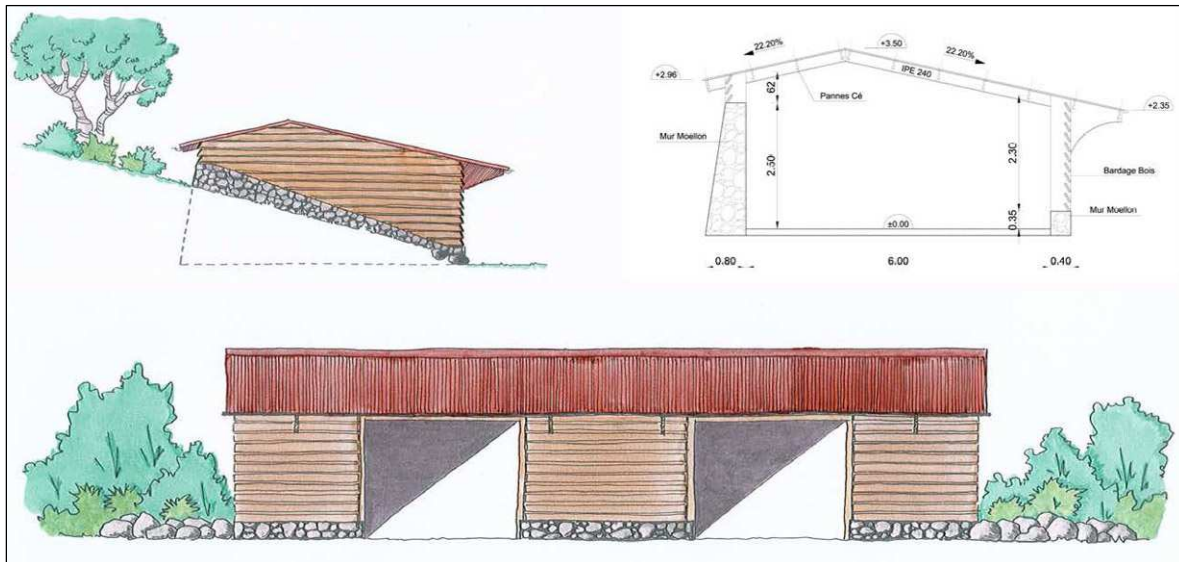 22.20%
+3.50
22.20%
+2.96
IPE 240
62
Pannes Cé
+2.35
Mur Moellon
2.50
2.30
Bardage Bois
Mur Moellon
±0.00
0.35
0.80
6.00
0.40